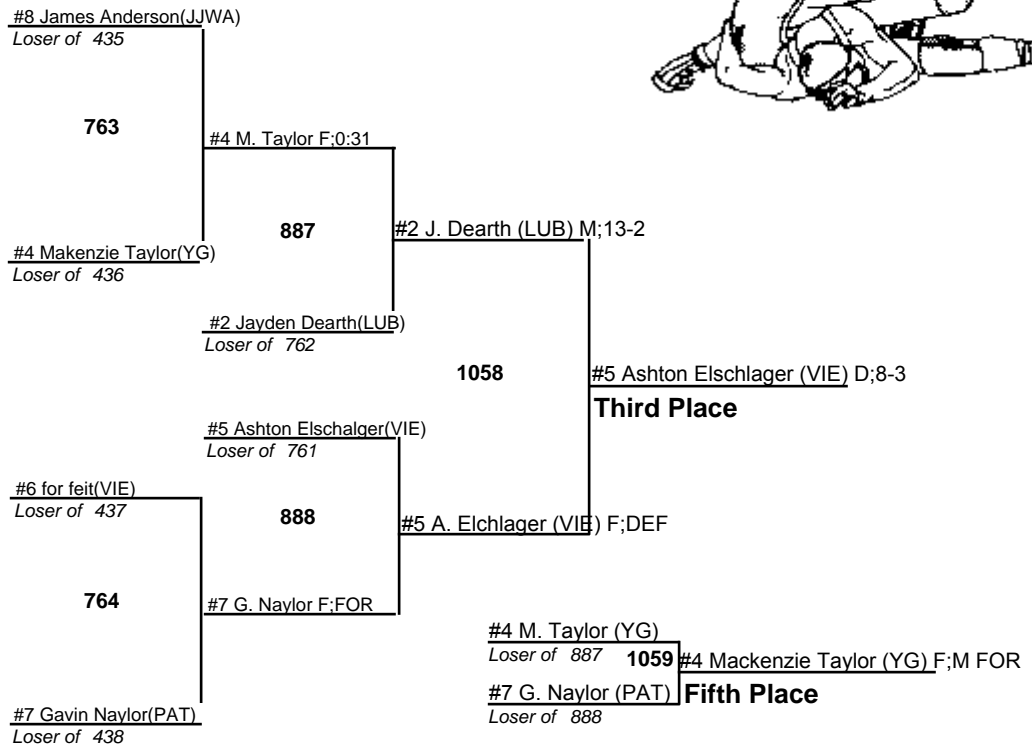 #8 James Anderson(JJWA)
Loser of 435
763
#4 M. Taylor F;0:31
887
#2 J. Dearth (LUB) M;13-2
#4 Makenzie Taylor(YG)
Loser of 436
#2 Jayden Dearth(LUB)
Loser of 762
1058
#5 Ashton Elschlager (VIE) D;8-3
Third Place
#5 Ashton Elschalger(VIE)
Loser of 761
#6 for feit(VIE)
Loser of 437
888
#5 A. Elchlager (VIE) F;DEF
764
#7 G. Naylor F;FOR
#4 M. Taylor (YG)
Loser of 887
1059
#4 Mackenzie Taylor (YG) F;M FOR
#7 G. Naylor (PAT)
Fifth Place
Loser of 888
#7 Gavin Naylor(PAT)
Loser of 438